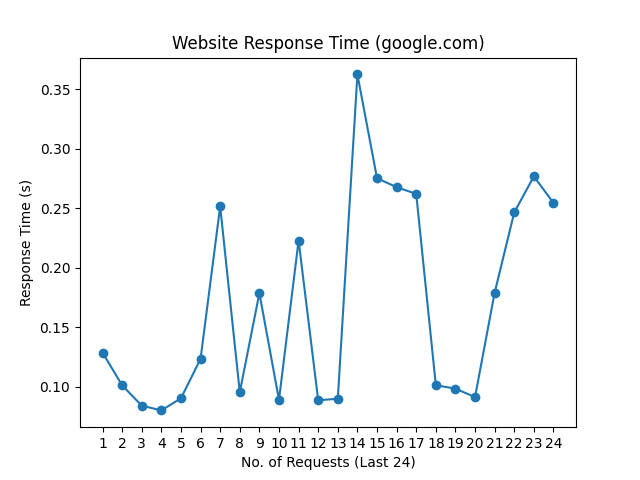 Website Response Time (google.com)
Response Time (s)
0.35
0.30
0.25
0.20
0.15
0.10
1 2 3 4 5 6 7 8 9 10 11 12 13 14 15 16 17 18 19 20 21 22 23 24
No. of Requests (Last 24)